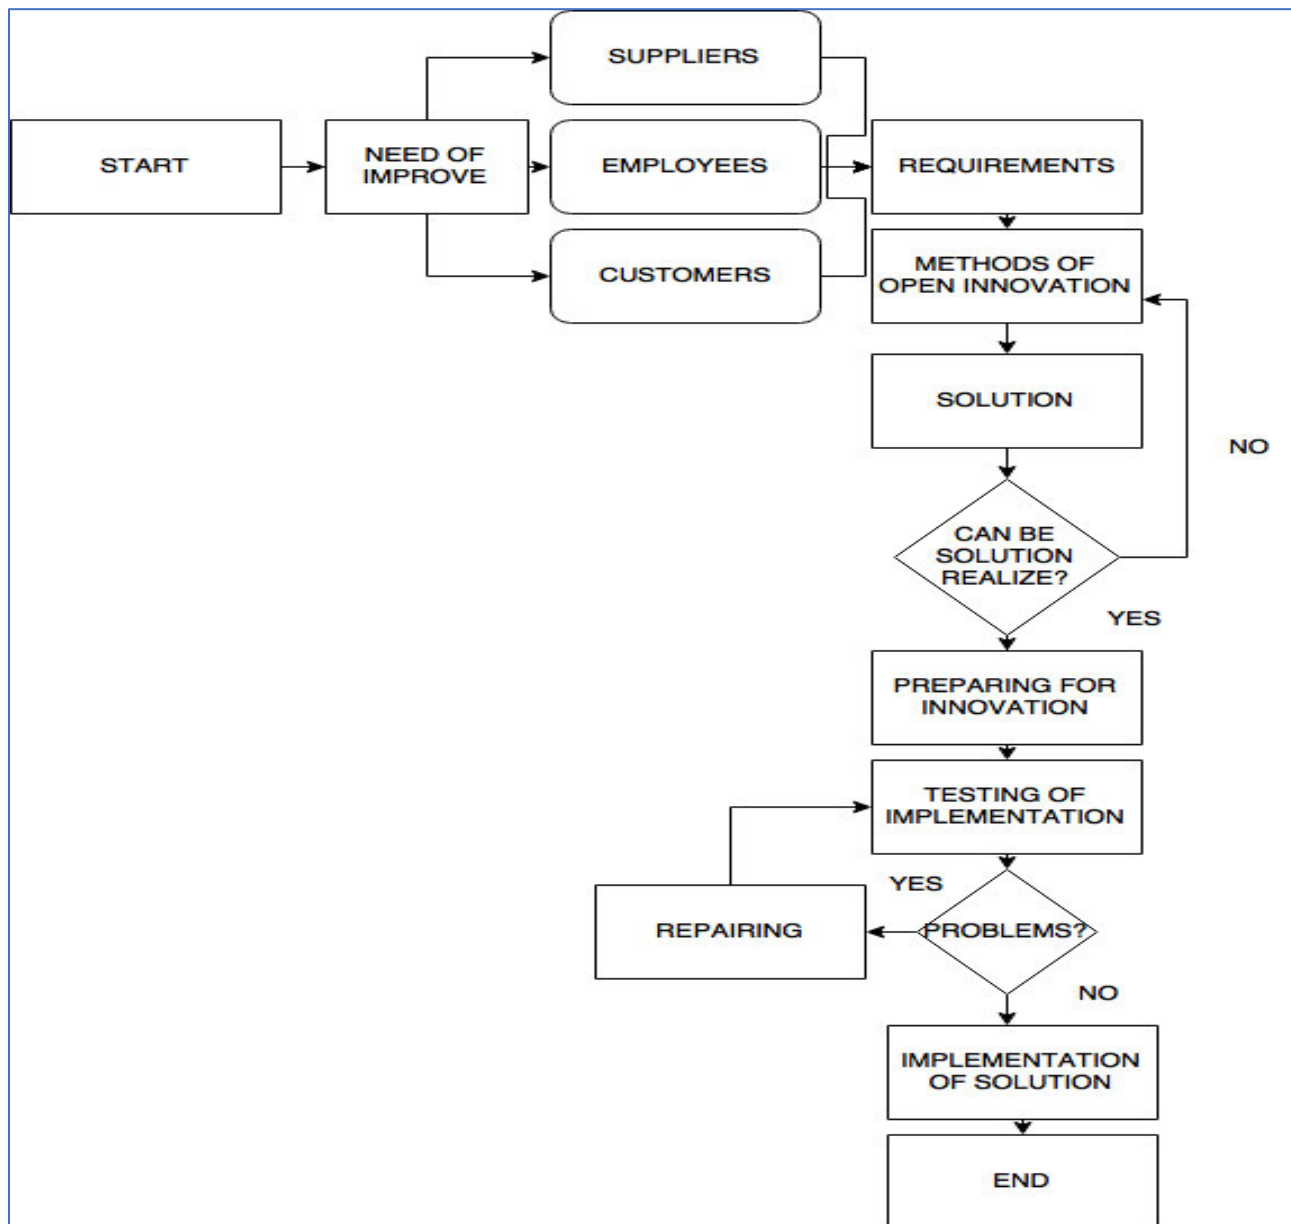 SUPPLIERS
START
NEED OF
IMPROVE
EMPLOYEES
REQUIREMENTS
CUSTOMERS
METHODS OF
OPEN INNOVATION
SOLUTION
NO
CAN BE
SOLUTION
REALIZE?
YES
PREPARING FOR
INNOVATION
TESTING OF
IMPLEMENTATION
YES
REPAIRING
PROBLEMS?
NO
IMPLEMENTATION
OF SOLUTION
END